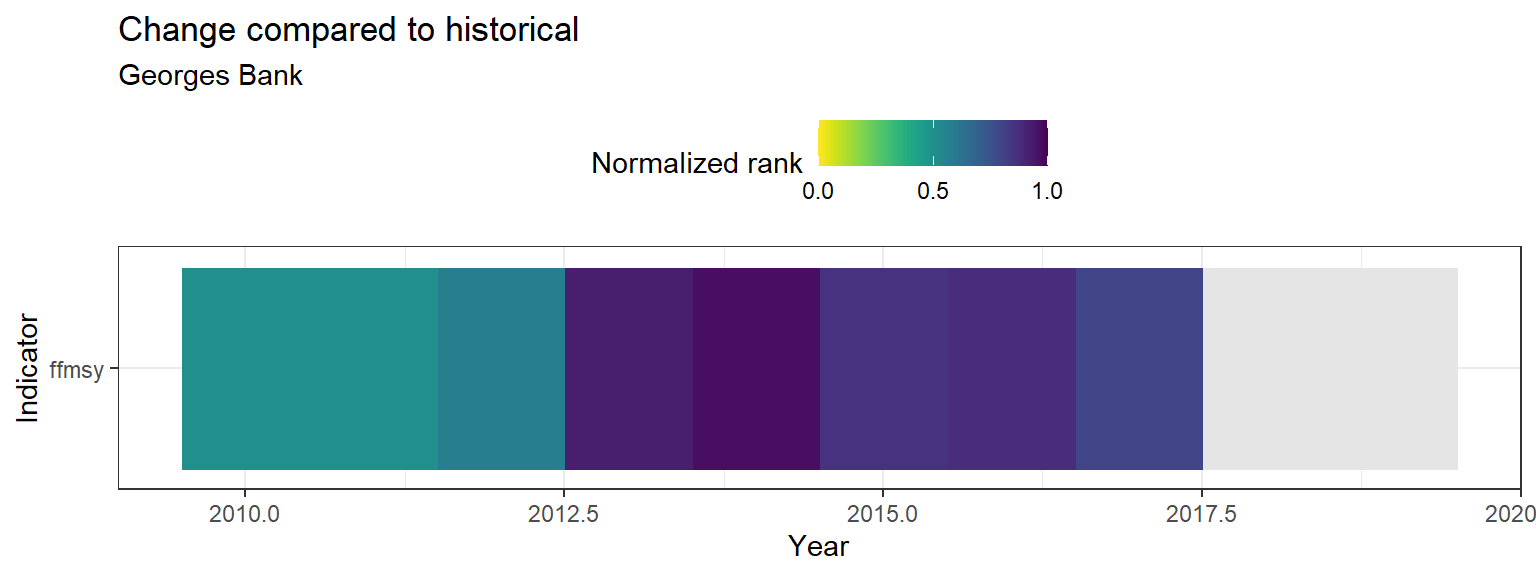 Change compared to historical
Georges Bank
Normalized rank
0.0 0.5 1.0
Indicator
ffmsy
2010.0 2012.5 2015.0 2017.5 2020
Year